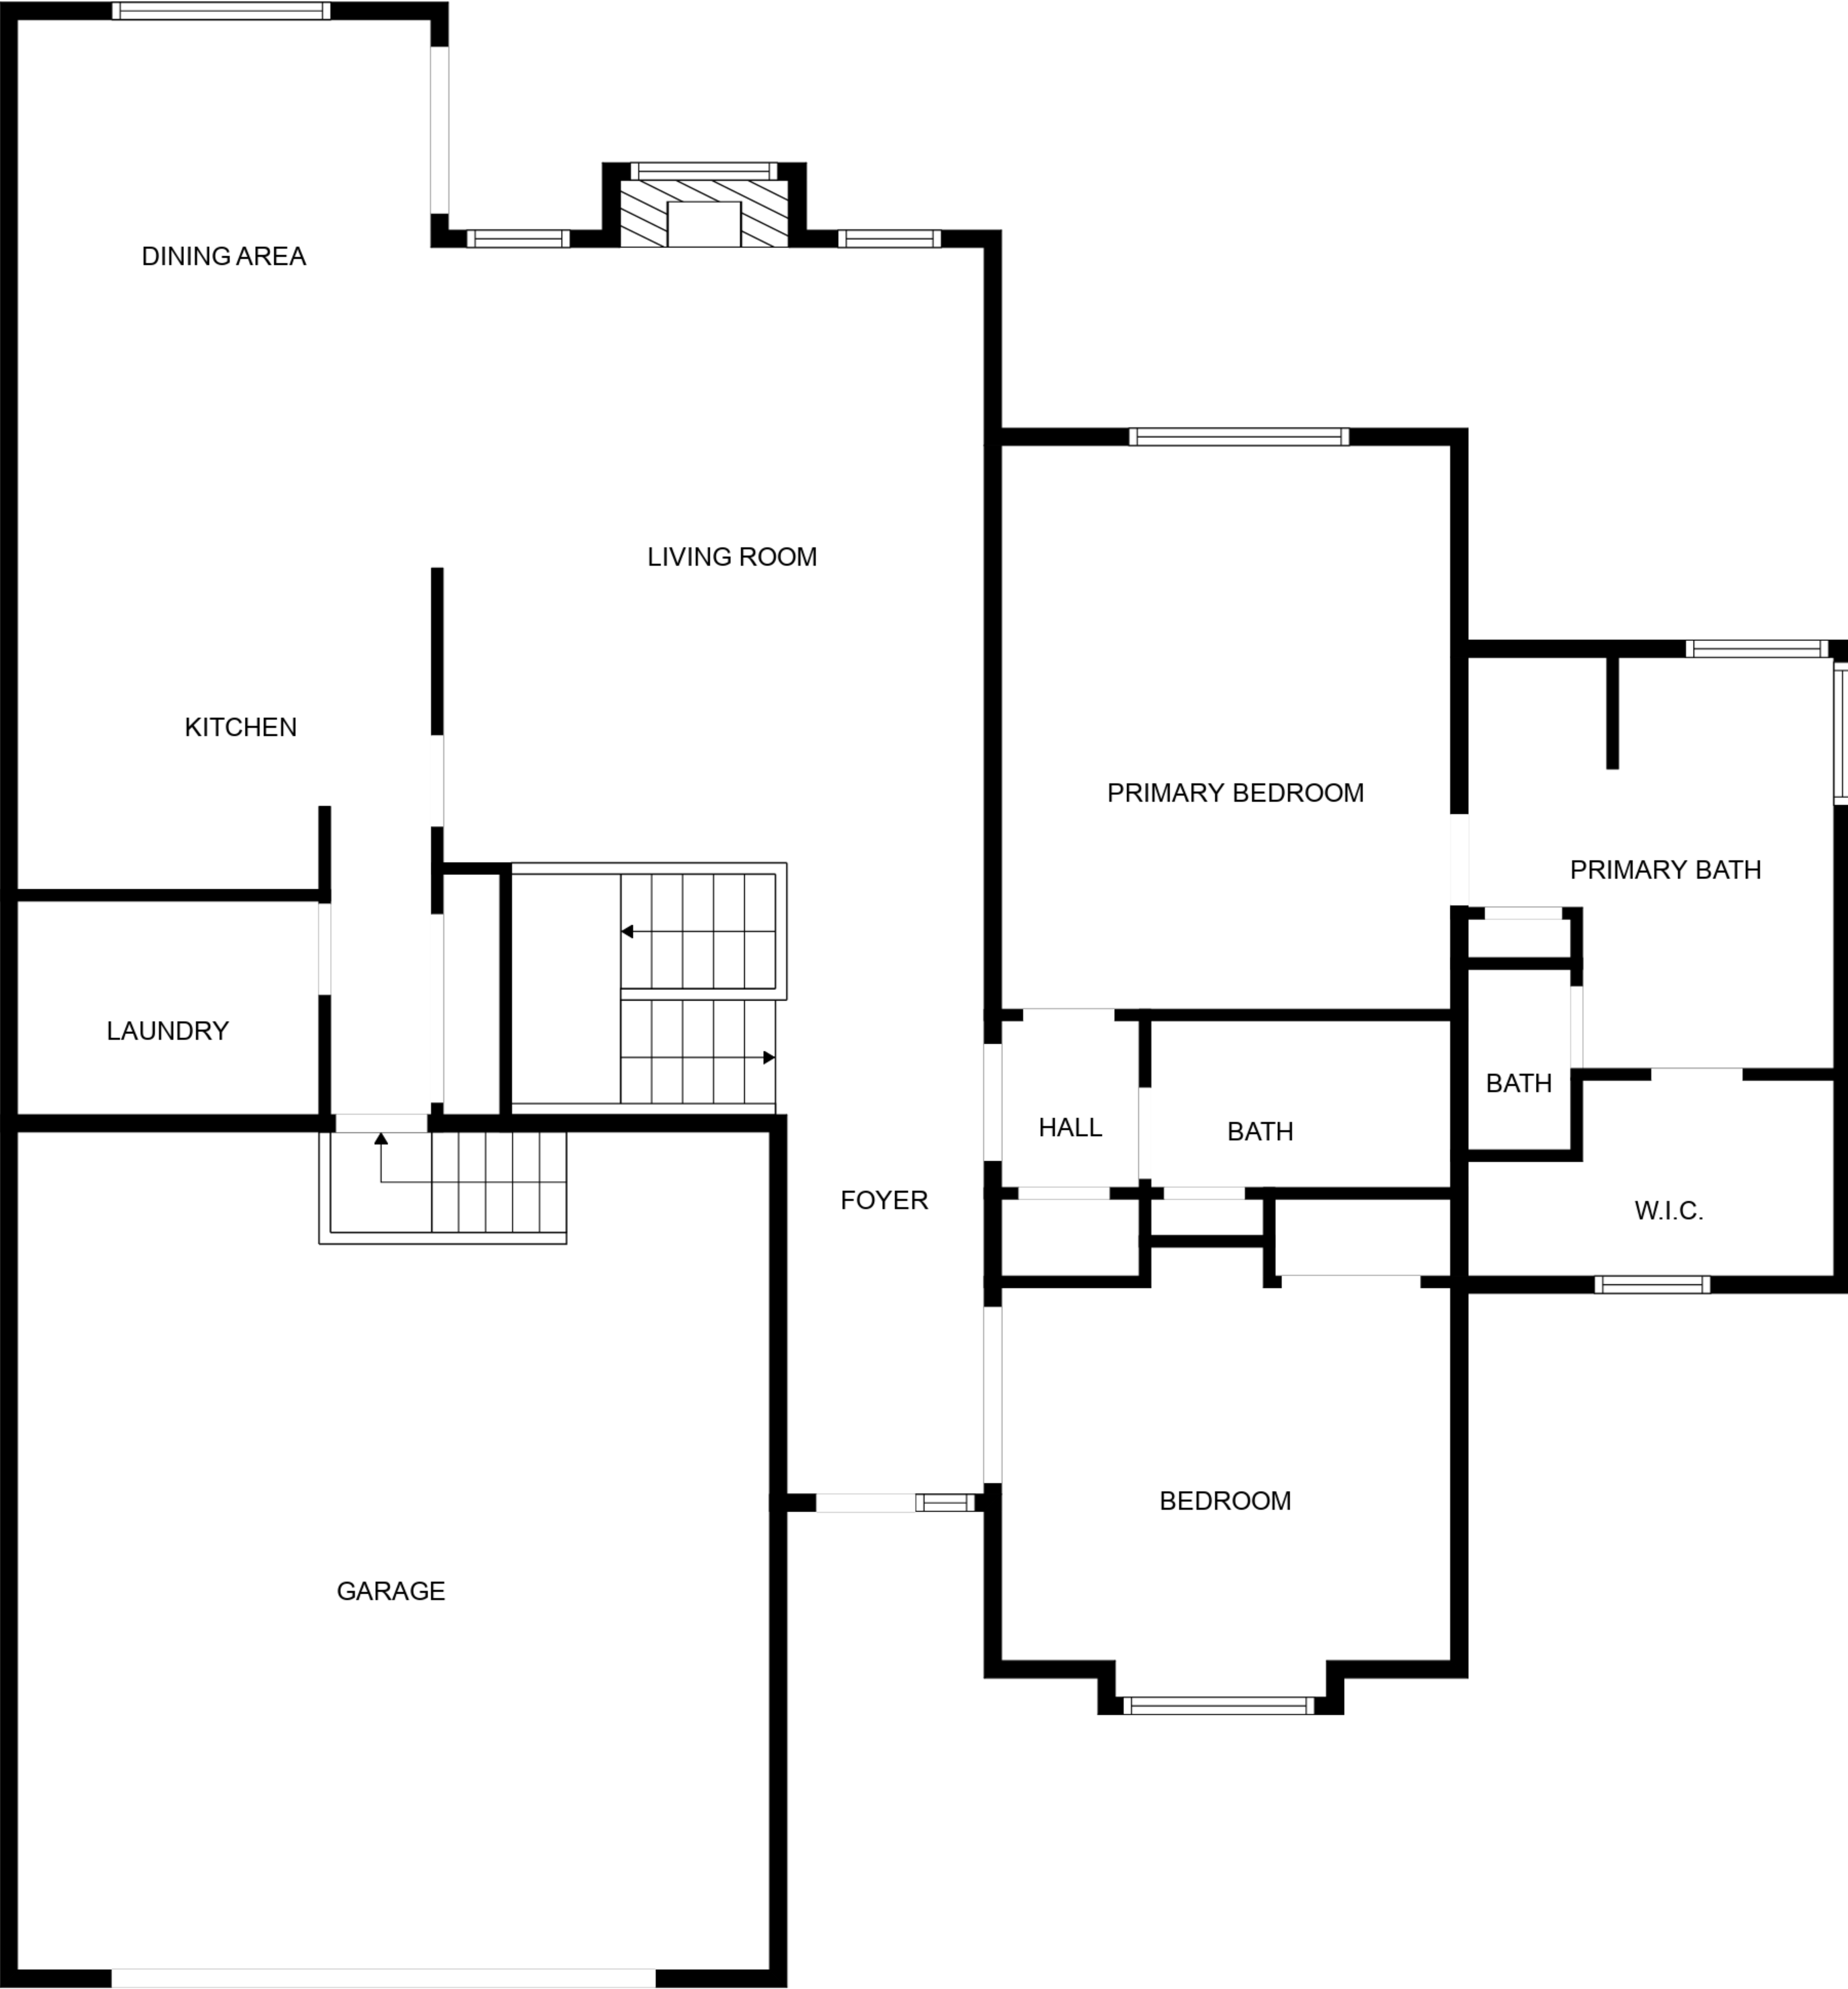 DINING AREA
LIVING ROOM
KITCHEN
PRIMARY BEDROOM
PRIMARY BATH
LAUNDRY
BATH
HALL
BATH
FOYER
W.I.C.
BEDROOM
GARAGE